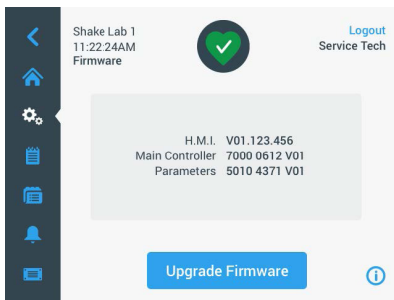 Shake Lab 1
11:22:24AM
Firmware
Logout
Service Tech
H.M.I. V01.123.456
Main Controller 7000 0612 V01
Parameters 5010 4371 V01
Upgrade Firmware